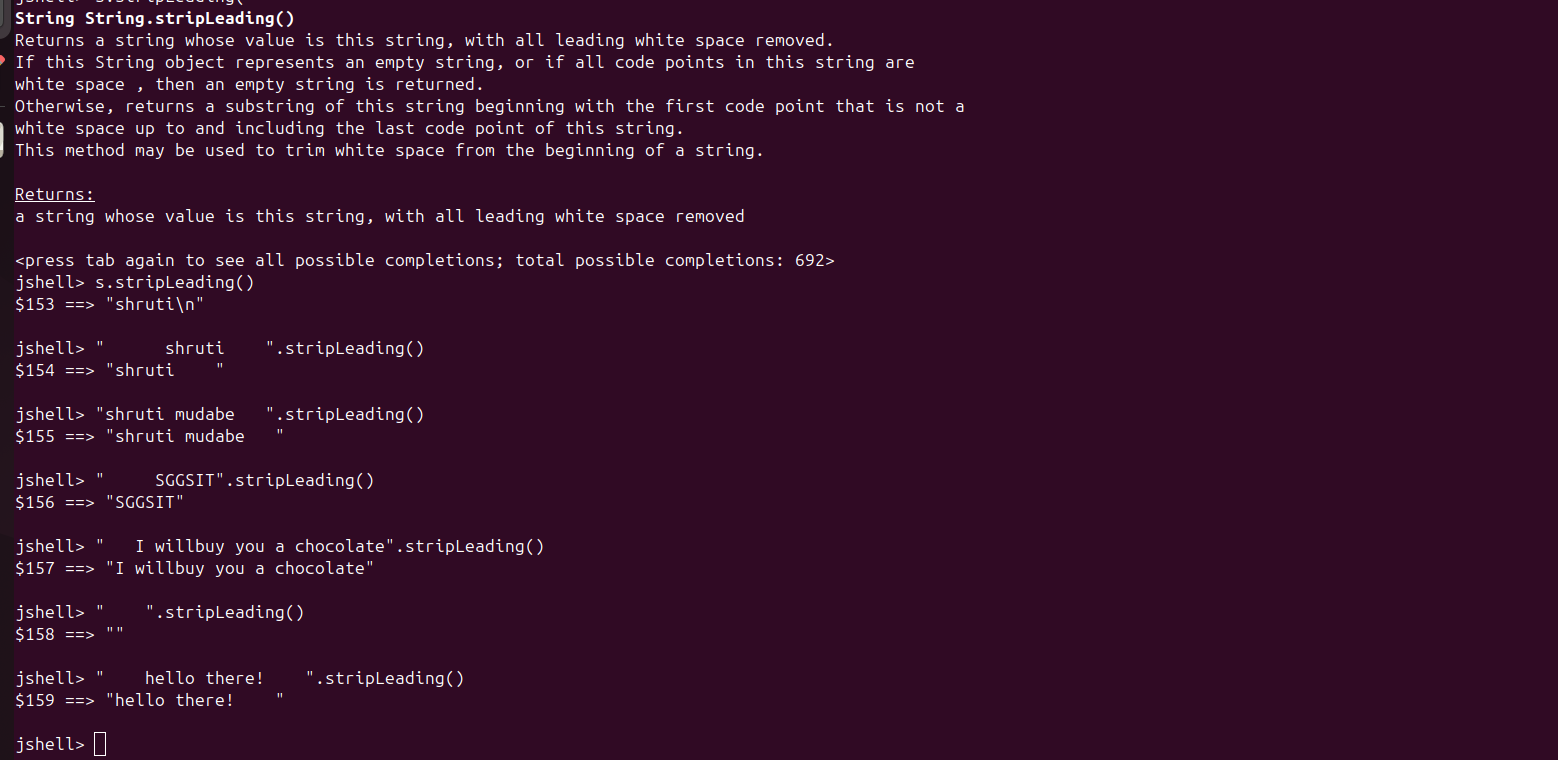 jshell> s.stripLeading(
String String.stripLeading()
Returns a string whose value is this string, with all leading white space removed.
If this String object represents an empty string, or if all code points in this string are
white space , then an empty string is returned.
Otherwise, returns a substring of this string beginning with the first code point that is not a
white space up to and including the last code point of this string.
This method may be used to trim white space from the beginning of a string.

Returns:
a string whose value is this string, with all leading white space removed

<press tab again to see all possible completions; total possible completions: 692>
jshell> s.stripLeading()
$153 ==> "shruti\n"

jshell> "      shruti    ".stripLeading()
$154 ==> "shruti    "

jshell> "shruti mudabe   ".stripLeading()
$155 ==> "shruti mudabe   "

jshell> "     SGGSIT".stripLeading()
$156 ==> "SGGSIT"

jshell> "   I willbuy you a chocolate".stripLeading()
$157 ==> "I willbuy you a chocolate"

jshell> "    ".stripLeading()
$158 ==> ""

jshell> "    hello there!    ".stripLeading()
$159 ==> "hello there!    "

jshell>